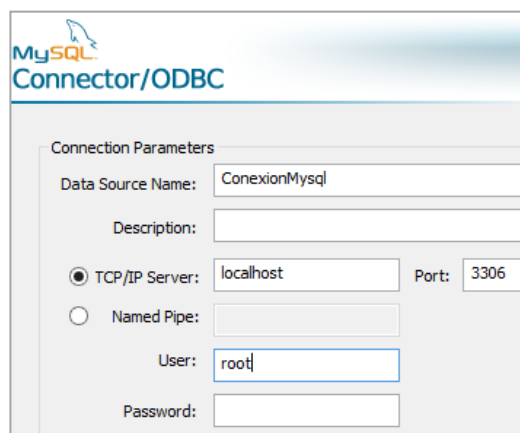 MySQL
Connector/ODBC
Connection Parameters
Data Source Name: ConexionMysql
Description:
TCP/IP Server: localhost Port: 3306
Named Pipe:
User: root
Password: